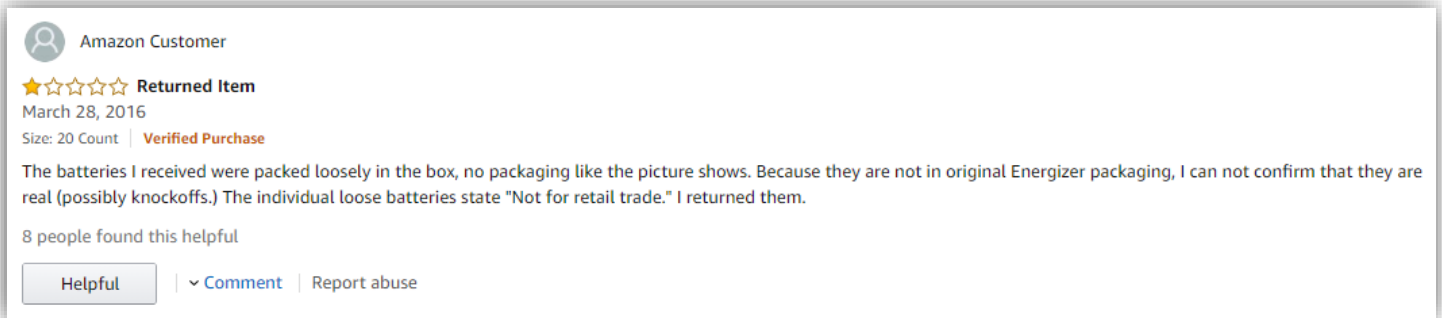 Amazon Customer
Returned Item
March 28, 2016
Size: 20 Count Verified Purchase
The batteries I received were packed loosely in the box, no packaging like the picture shows. Because they are not in original Energizer packaging, I can not confirm that they are
real (possibly knockoffs.) The individual loose batteries state "Not for retail trade." I returned them.
8 people found this helpful
Helpful Comment Report abuse